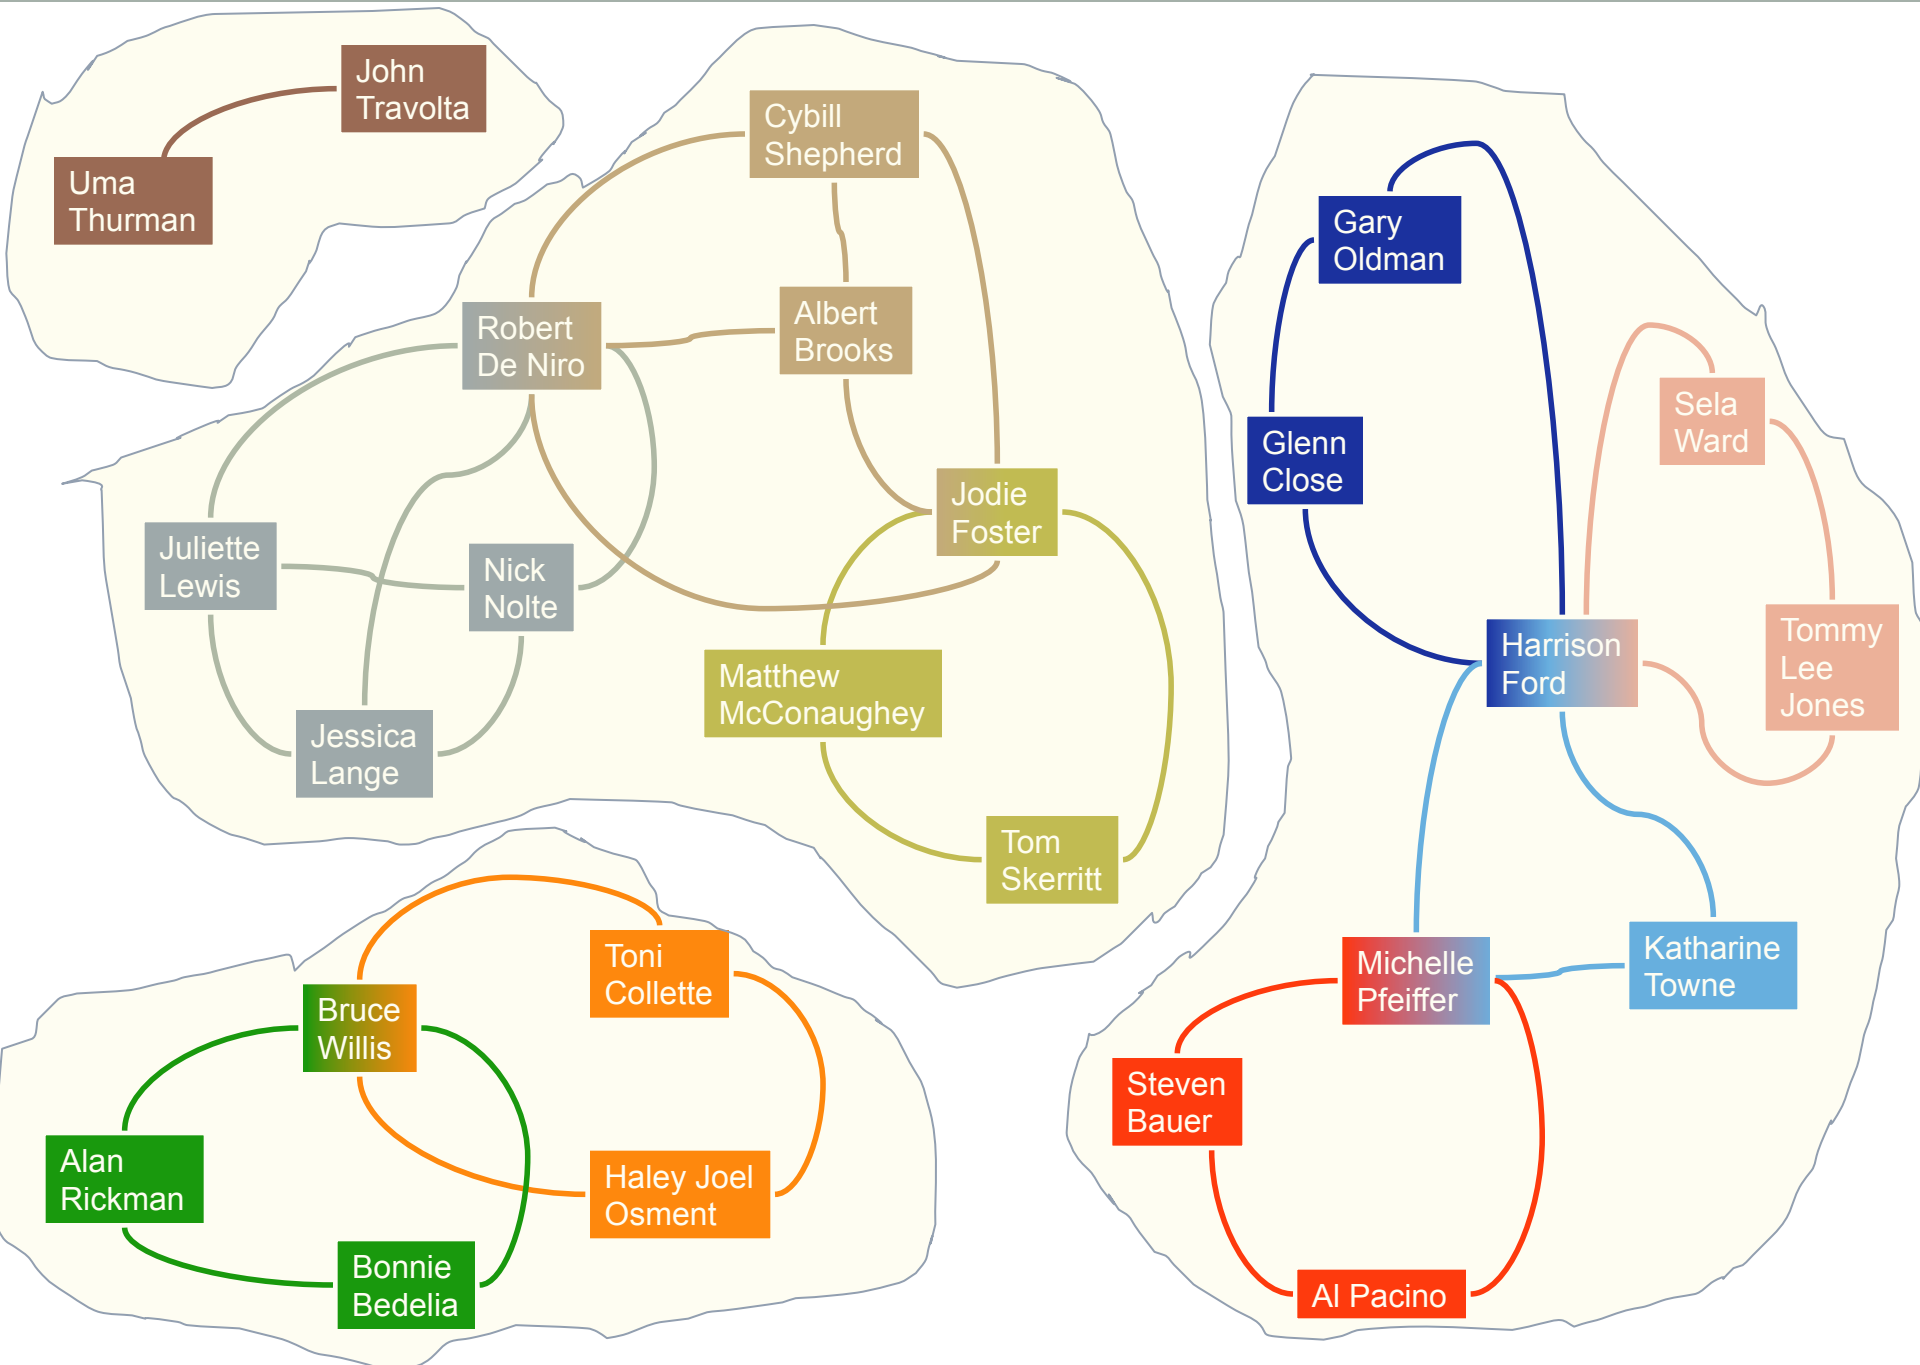 John
Travolta
Uma
Thurman
Cybill
Shepherd
Robert
De Niro
Albert
Brooks
Jodie
Foster
Juliette
Lewis
Nick
Nolte
Matthew
McConaughey
Jessica
Lange
Tom
Skerritt
Gary
Oldman
Sela
Ward
Glenn
Close
Harrison
Ford
Tommy
Lee
Jones
Michelle
Pfeiffer
Katharine
Towne
Steven
Bauer
Al Pacino
Toni
Collette
Bruce
Willis
Alan
Rickman
Haley Joel
Osment
Bonnie
Bedelia